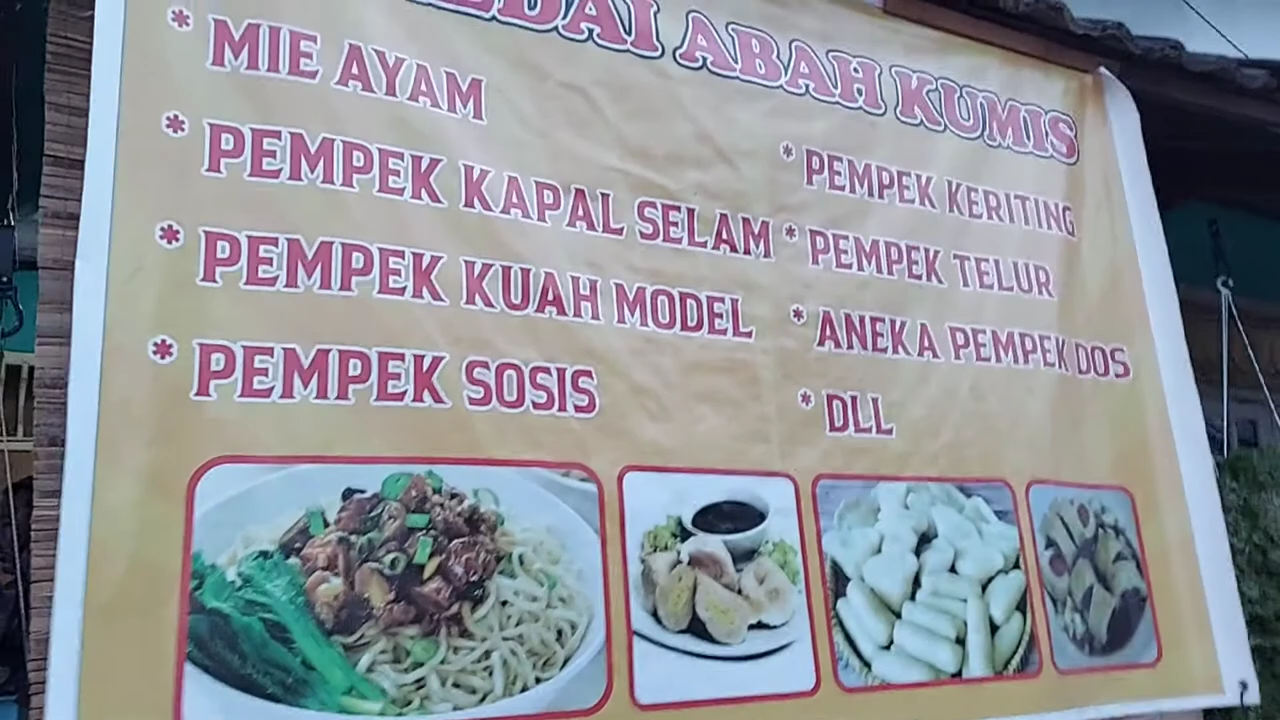 KEDAI ABAH KUMIS
* MIE AYAM
* PEMPEK KAPAL SELAM
* PEMPEK KUAH MODEL
* PEMPEK SOSIS
* PEMPEK KERITING
* PEMPEK TELUR
* ANEKA PEMPEK DOS
* DLL